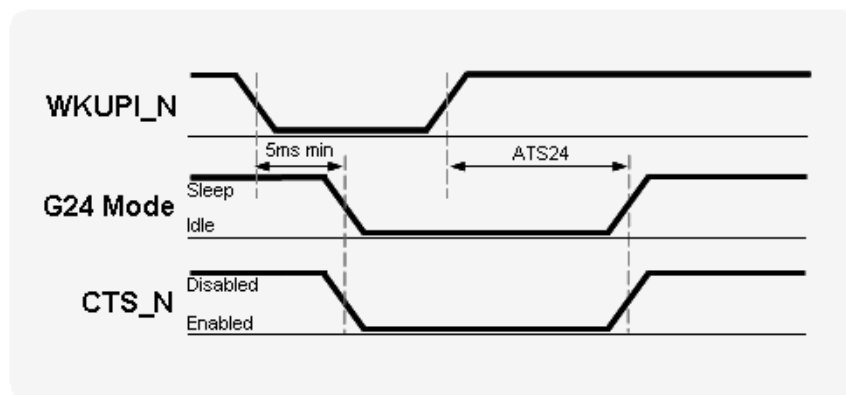 WKUPI_N
5ms min
ATS24
G24 Mode
Sleep
Idle
CTS_N
Disabled
Enabled